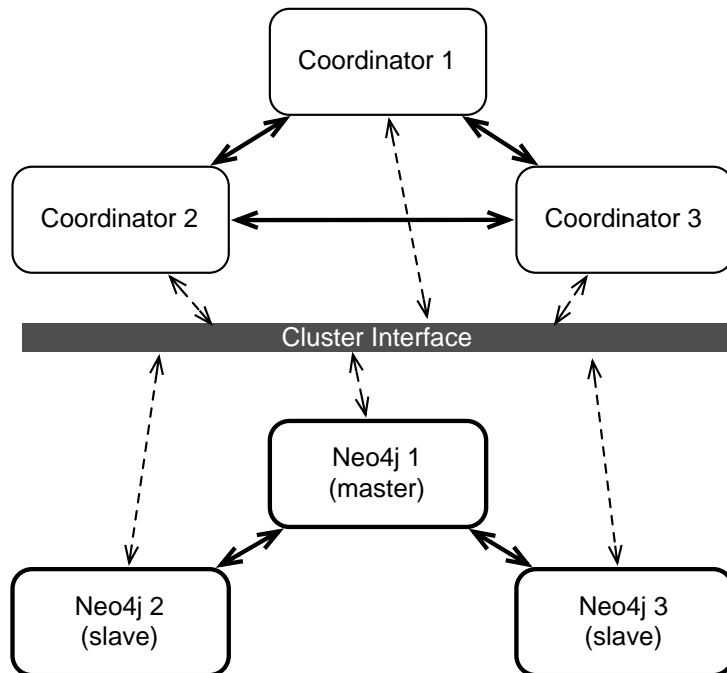 Coordinator 1
Coordinator 2
Coordinator 3
Cluster Interface
Neo4j 1
(master)
Neo4j 2
(slave)
Neo4j 3
(slave)